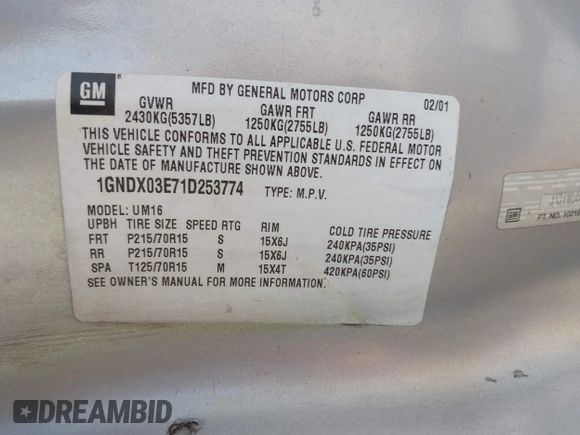 GM
MFD BY GENERAL MOTORS CORP 02/01
GVWR GAWR FRT GAWR RR
2430KG(5357LB) 1250KG(2755LB) 1250KG(2755LB)
THIS VEHICLE CONFORMS TO ALL APPLICABLE U.S. FEDERAL MOTOR
VEHICLE SAFETY AND THEFT PREVENTION STANDARDS IN EFFECT ON
THE DATE OF MANUFACTURE SHOWN ABOVE.
1GNDX03E71D253774 TYPE: M.P.V.
MODEL: UM16
UPBH TIRE SIZE SPEED RTG RIM COLD TIRE PRESSURE
FRT P215/70R15 S 15X6J 240KPA(35PSI)
RR P215/70R15 S 15X6J 240KPA(35PSI)
SPA T125/70R15 M 15X4T 420KPA(60PSI)
SEE OWNER'S MANUAL FOR MORE INFORMATION.
GM PT. NO.
DREAMBID